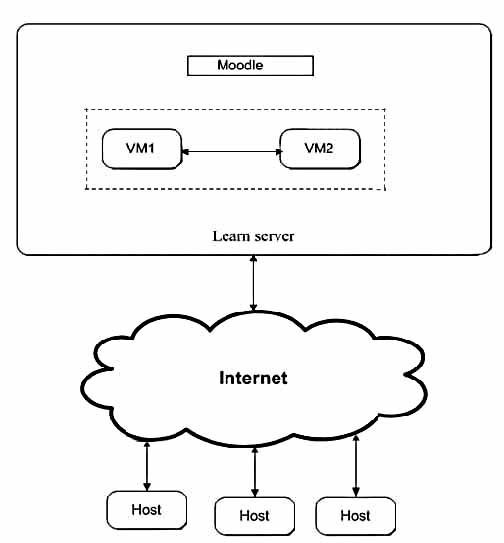 Moodle
VM1
VM2
Learn server
Internet
Host
Host
Host